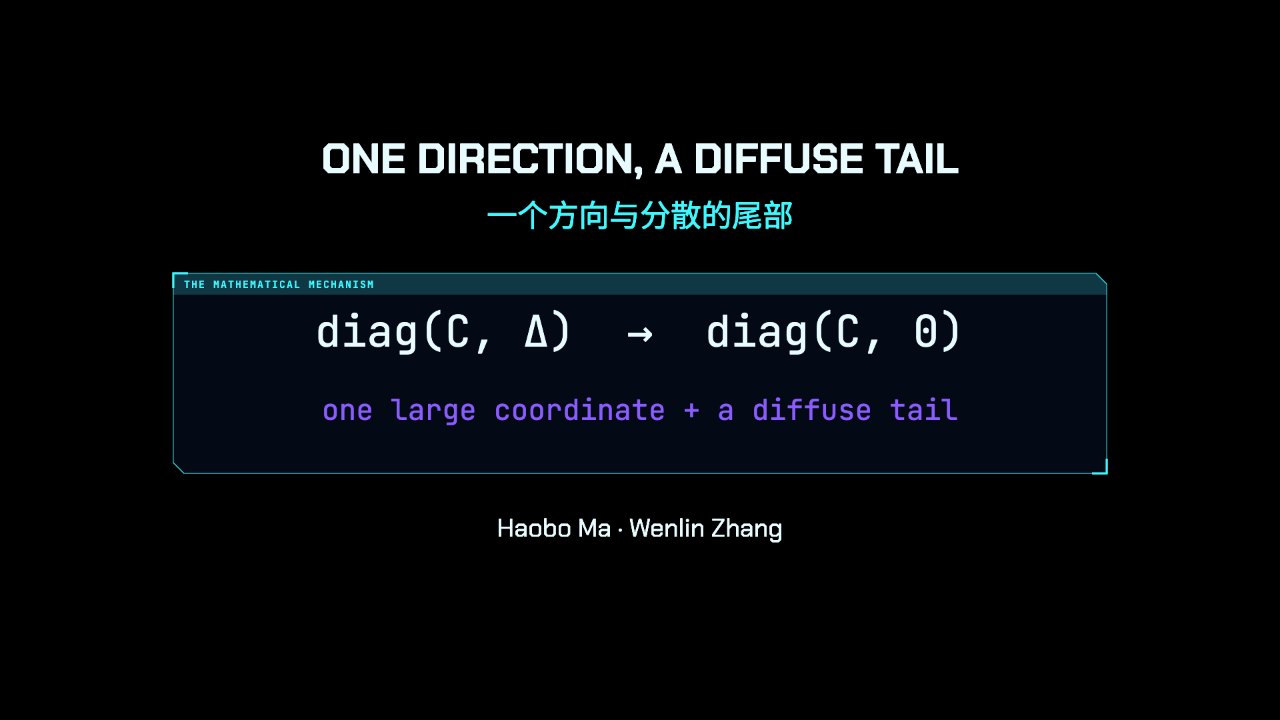 ONE DIRECTION, A DIFFUSE TAIL
一个方向与分散的尾部
THE MATHEMATICAL MECHANISM
diag(C, Δ) → diag(C, 0)
one large coordinate + a diffuse tail
Haobo Ma · Wenlin Zhang